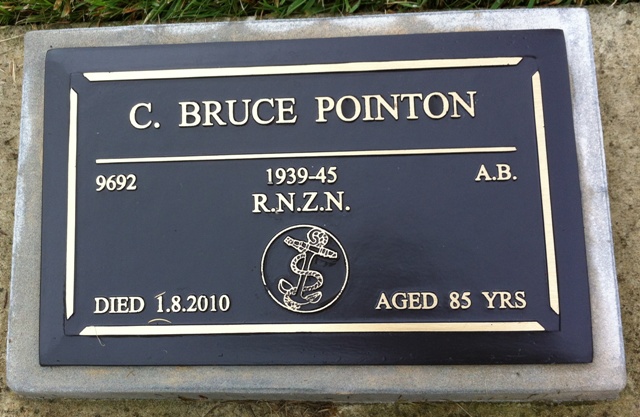 C. BRUCE POINTON
9692 1939-45 A.B.
R.N.Z.N.
DIED 1.8.2010 AGED 85 YRS